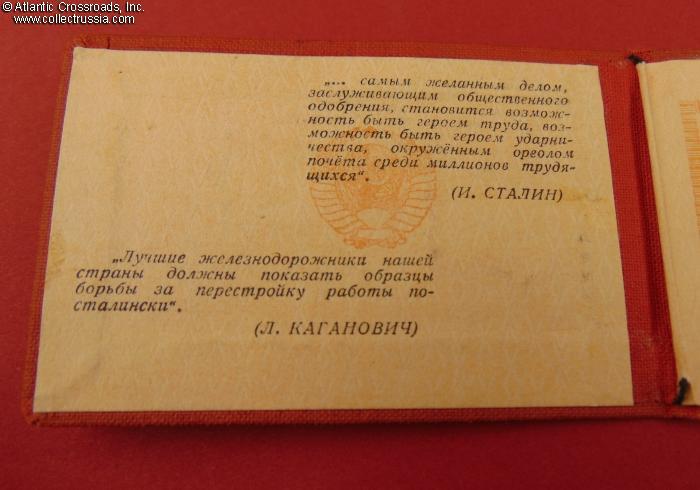 © Atlantic Crossroads, Inc.
www.collectrussia.com
„... самым желанным делом,
заслуживающим общественного
одобрения, становится возмож-
ность быть героем труда, воз-
можность быть героем ударни-
чества, окружённым ореолом
почёта среди миллионов трудя-
щихся“.
(И. СТАЛИН)
„Лучшие железнодорожники нашей
страны должны показать образцы
борьбы за перестройку работы по-
сталински“.
(Л. КАГАНОВИЧ)